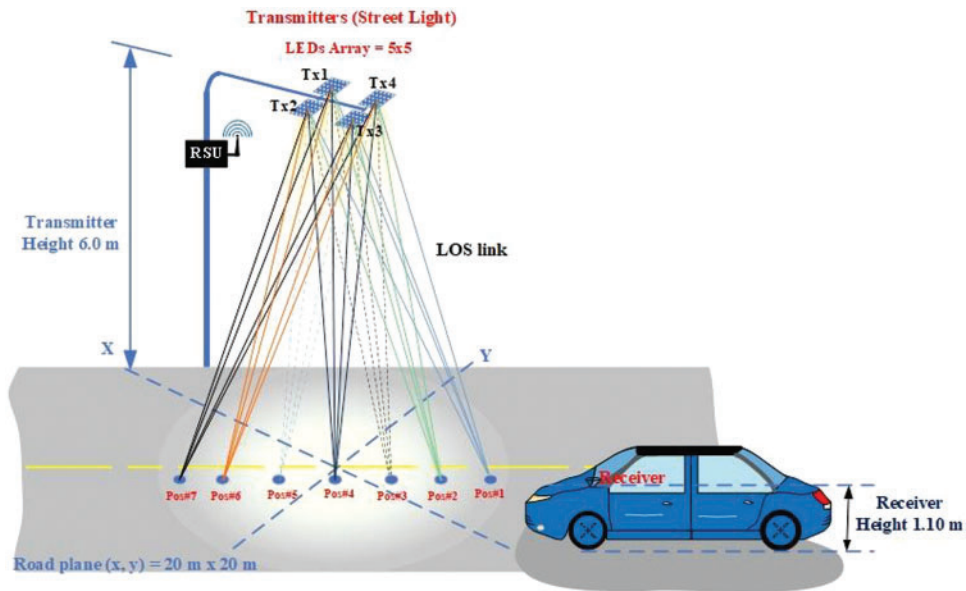 Transmitters (Street Light)
LEDs Array = 5x5
Tx1
Tx4
Tx2
Tx3
RSU
Transmitter
Height 6.0 m
LOS link
X
Y
Pos#7
Pos#6
Pos#5
Pos#4
Pos#3
Pos#2
Pos#1
Receiver
Receiver
Height 1.10 m
Road plane (x, y) = 20 m x 20 m